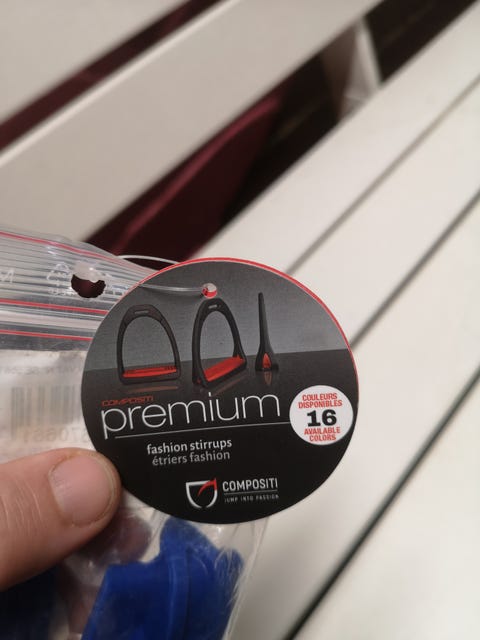 COMPOSITI
premium
fashion stirrups
étriers fashion
COULEURS
DISPONIBLES
16
AVAILABLE
COLORS
COMPOSITI
JUMP INTO PASSION